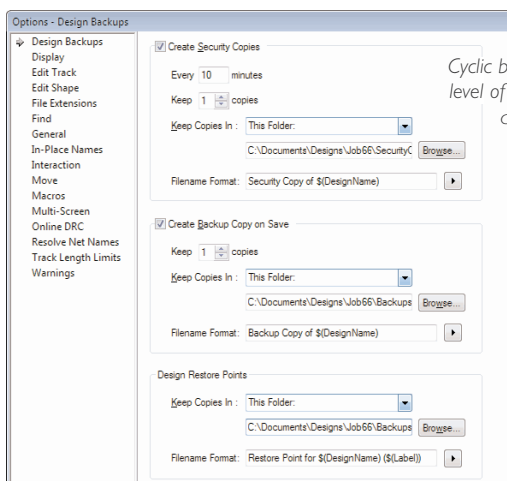 Options - Design Backups
Design Backups
Display
Edit Track
Edit Shape
File Extensions
Find
General
In-Place Names
Interaction
Move
Macros
Multi-Screen
Online DRC
Resolve Net Names
Track Length Limits
Warnings
Create Security Copies
Every 10 minutes
Keep 1 copies
Keep Copies In : This Folder:
C:\Documents\Designs\Job66\SecurityC Browse...
Filename Format: Security Copy of $(DesignName)
Create Backup Copy on Save
Keep 1 copies
Keep Copies In : This Folder:
C:\Documents\Designs\Job66\Backups Browse...
Filename Format: Backup Copy of $(DesignName)
Design Restore Points
Keep Copies In : This Folder:
C:\Documents\Designs\Job66\Backups Browse...
Filename Format: Restore Point for $(DesignName) ($(Label))
Cyclic b
level of